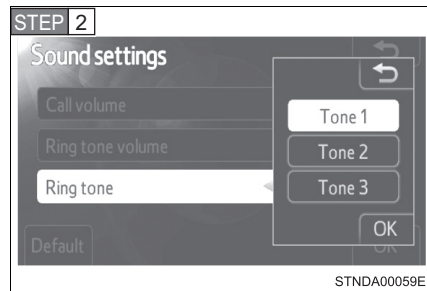 STEP 2
Sound settings
Call volume
Ring tone volume
Ring tone
Default
Tone 1
Tone 2
Tone 3
OK
OK
STNDA00059E